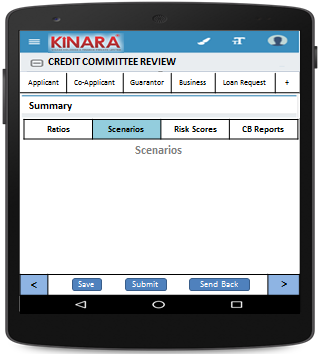 KINARA
CREDIT COMMITTEE REVIEW
Applicant Co-Applicant Guarantor Business Loan Request +
Summary
Ratios Scenarios Risk Scores CB Reports
Scenarios
< Save Submit Send Back >